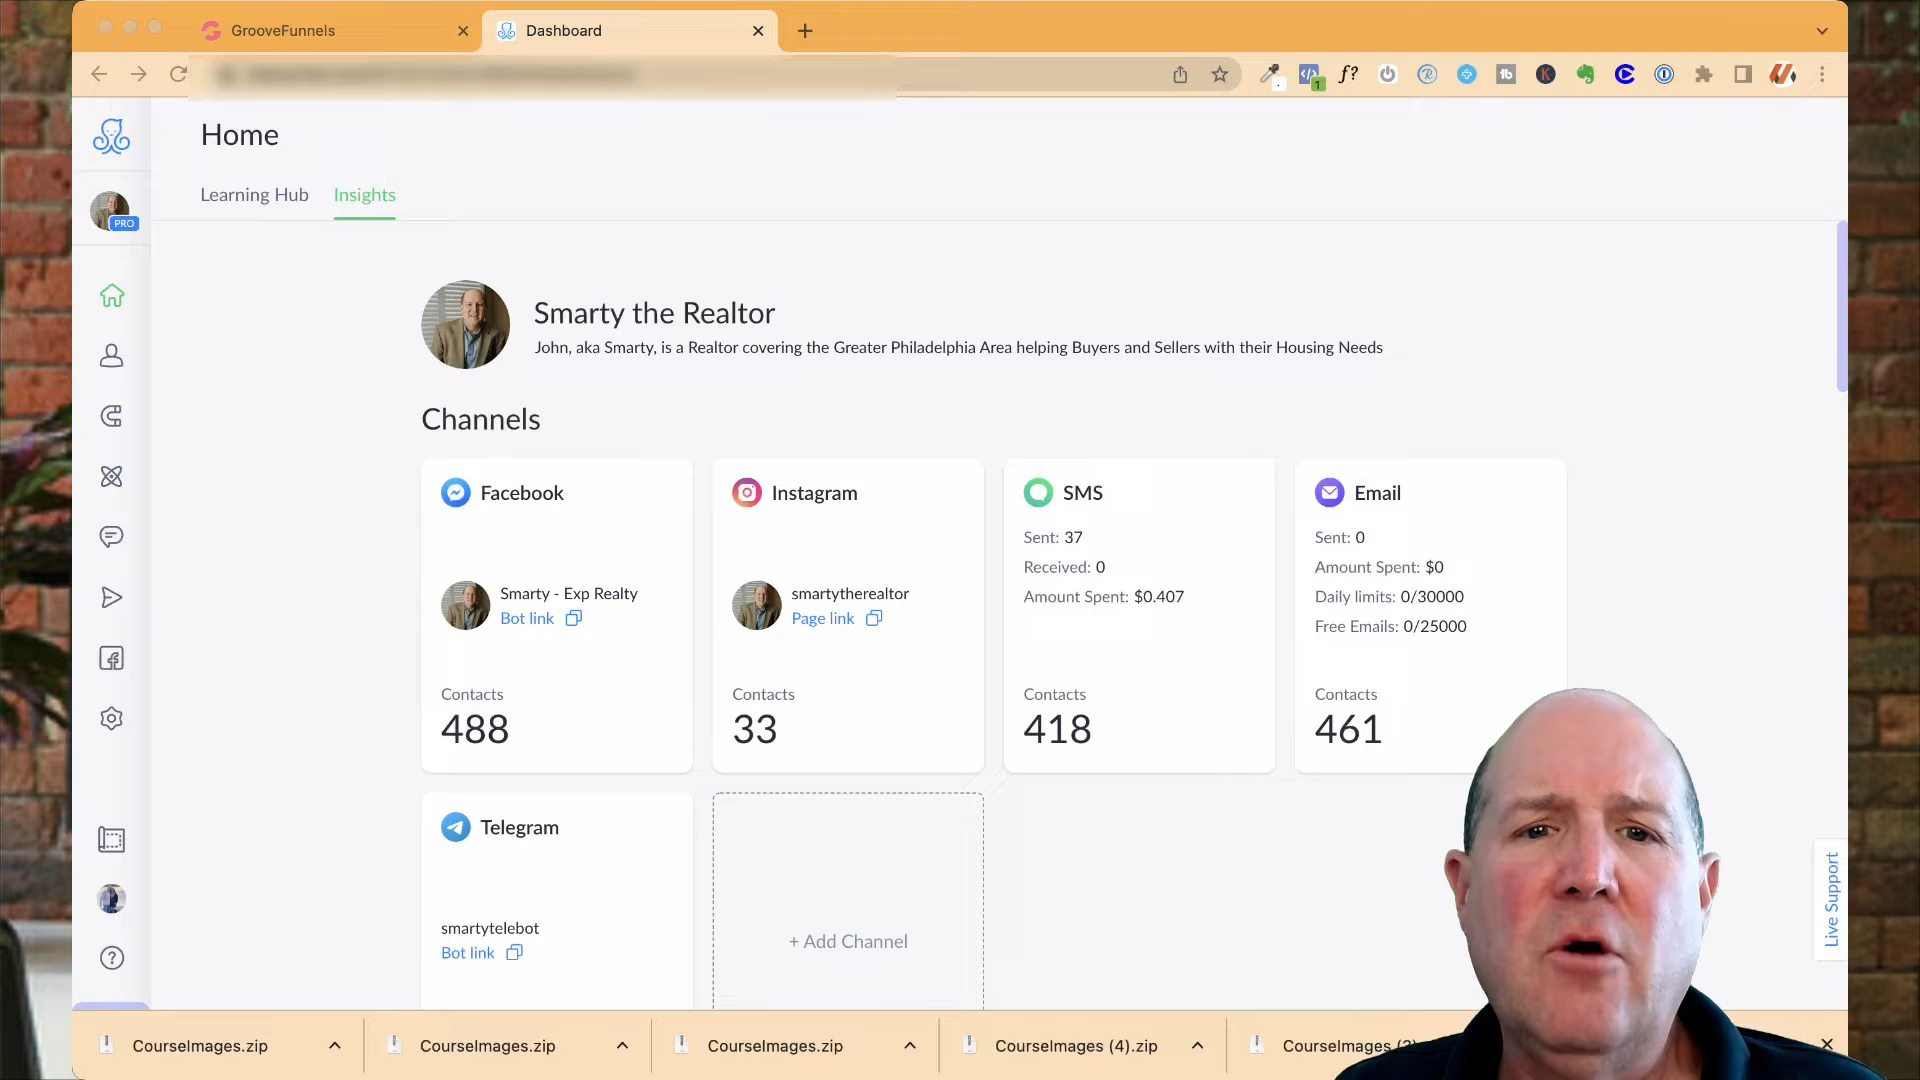 GrooveFunnels
Dashboard
f?
1
tb
K
Home
PRO
Learning Hub Insights
Smarty the Realtor
John, aka Smarty, is a Realtor covering the Greater Philadelphia Area helping Buyers and Sellers with their Housing Needs
Channels
Facebook
Smarty - Exp Realty
Bot link
Contacts
488
Instagram
smartytherealtor
Page link
Contacts
33
SMS
Sent: 37
Received: 0
Amount Spent: $0.407
Contacts
418
Email
Sent: 0
Amount Spent: $0
Daily limits: 0/30000
Free Emails: 0/25000
Contacts
461
Telegram
smartytelebot
Bot link
+ Add Channel
Live Support
CourseImages.zip
CourseImages.zip
CourseImages.zip
CourseImages (4).zip
CourseImages